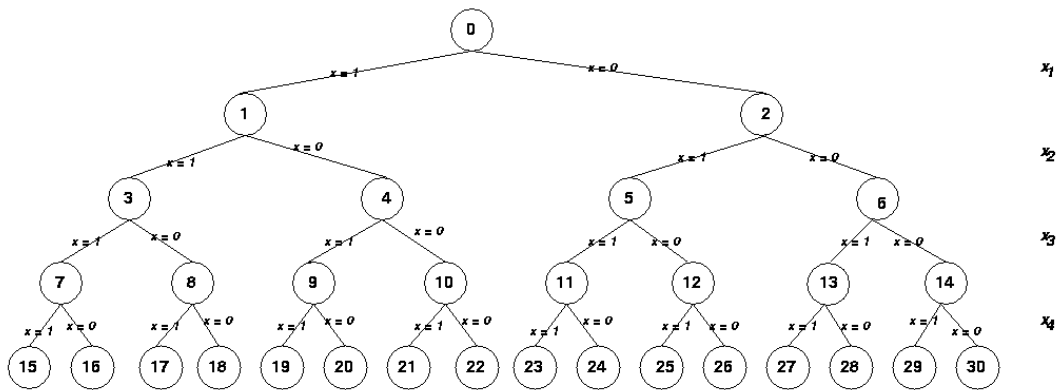 0
x = 1 x = 0 x1
1 2
x = 1 x = 0 x = 1 x = 0 x2
3 4 5 6
x = 1 x = 0 x = 1 x = 0 x = 1 x = 0 x = 1 x = 0 x3
7 8 9 10 11 12 13 14
x = 1 x = 0 x = 1 x = 0 x = 1 x = 0 x = 1 x = 0 x = 1 x = 0 x = 1 x = 0 x = 1 x = 0 x = 1 x = 0 x4
15 16 17 18 19 20 21 22 23 24 25 26 27 28 29 30